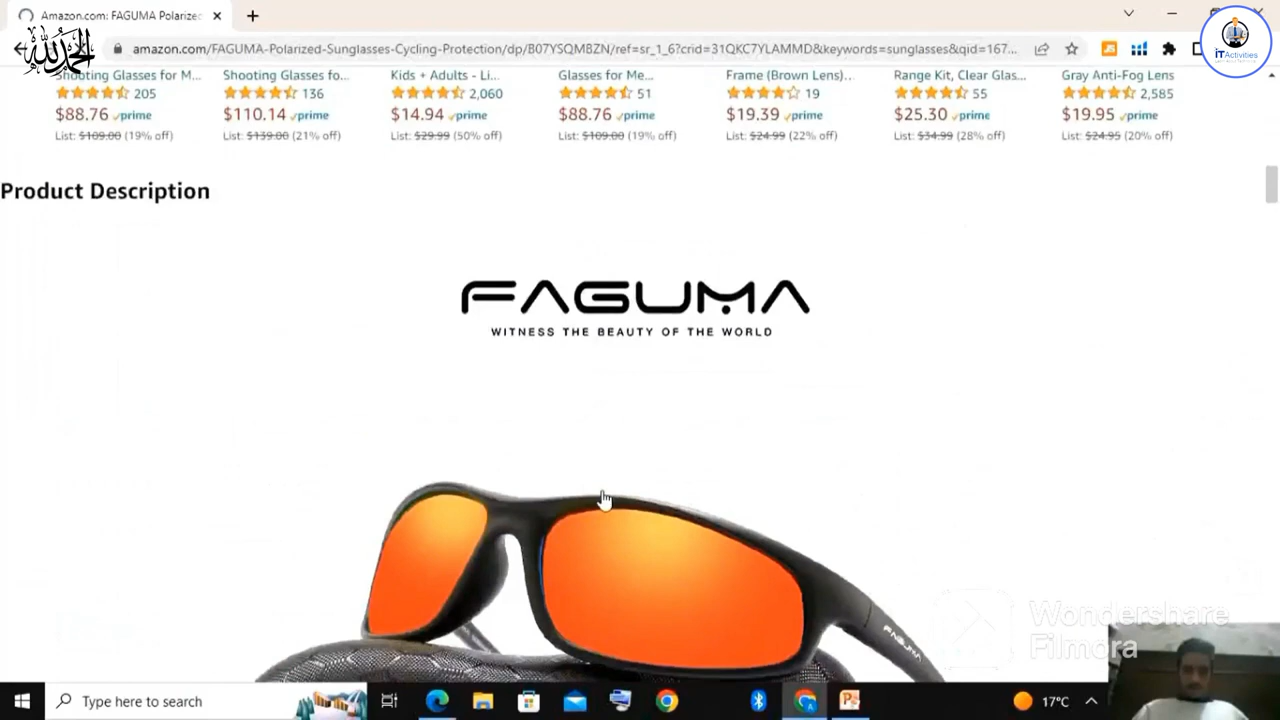 Amazon.com: FAGUMA Polarized
الحمد لله
amazon.com/FAGUMA-Polarized-Sunglasses-Cycling-Protection/dp/B07YSQMBZN/ref=sr_1_6?crid=31QKC7YLAMMD&keywords=sunglasses&qid=167...
iT Activities
Shooting Glasses for M... Shooting Glasses fo... Kids + Adults - Li... Glasses for Me... Frame (Brown Lens)... Range Kit, Clear Glas... Gray Anti-Fog Lens
205 136 2,060 51 19 55 2,585
$88.76 prime $110.14 prime $14.94 prime $88.76 prime $19.39 prime $25.30 prime $19.95 prime
List: $109.00 (19% off) List: $139.00 (21% off) List: $29.99 (50% off) List: $109.00 (19% off) List: $24.99 (22% off) List: $34.99 (28% off) List: $24.95 (20% off)
Product Description
FAGUMA
WITNESS THE BEAUTY OF THE WORLD
FAGUMA
Wondershare
Filmora
Type here to search
17°C